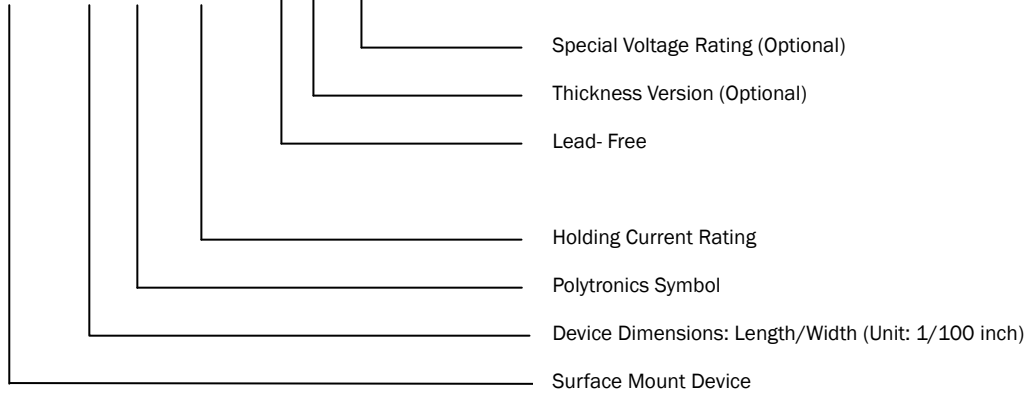 Special Voltage Rating (Optional)
Thickness Version (Optional)
Lead- Free
Holding Current Rating
Polytronics Symbol
Device Dimensions: Length/Width (Unit: 1/100 inch)
Surface Mount Device